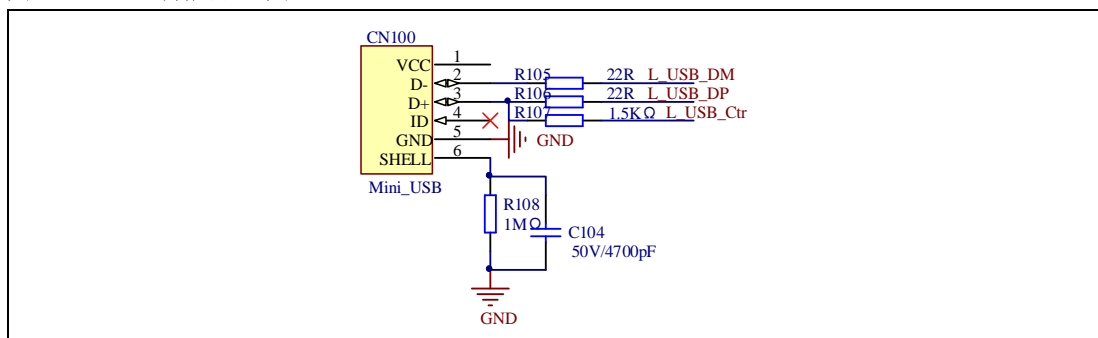 CN100
VCC 1
D- 2 R105 22R L_USB_DM
D+ 3 R106 22R L_USB_DP
ID 4 R107 1.5KΩ L_USB_Ctr
GND 5 GND
SHELL 6
Mini_USB
R108
1MΩ
C104
50V/4700pF
GND